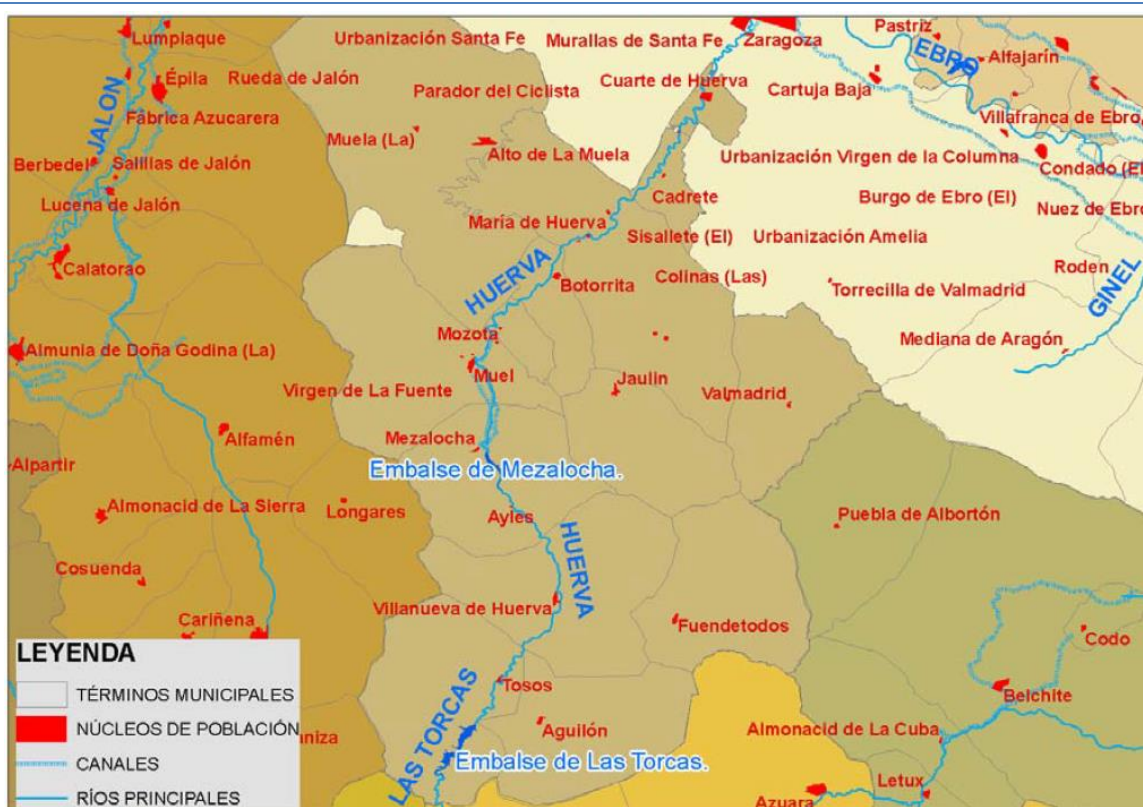 Lumpiaque
Urbanización Santa Fe
Murallas de Santa Fe
Zaragoza
Pastriz
EBRO
Alfajarín
Épila
Rueda de Jalón
Parador del Ciclista
Cuarte de Huerva
Cartuja Baja
JALON
Fábrica Azucarera
Villafranca de Ebro,
Muela (La)
Alto de La Muela
Urbanización Virgen de la Columna
Condado (El
Berbedel
Salillas de Jalón
Lucena de Jalón
Cadrete
Burgo de Ebro (El)
Nuez de Ebro
María de Huerva
Sisallete (El)
Urbanización Amelia
Calatorao
HUERVA
Botorrita
Colinas (Las)
Roden
Torrecilla de Valmadrid
GINEL
Mozota
Mediana de Aragón
Almunia de Doña Godina (La)
Muel
Virgen de La Fuente
Jaulin
Valmadrid
Alfamén
Mezalocha
Alpartir
Embalse de Mezalocha.
Almonacid de La Sierra
Longares
Ayles
Puebla de Albortón
HUERVA
Cosuenda
Villanueva de Huerva
Cariñena
Fuendetodos
Codo
LEYENDA
TÉRMINOS MUNICIPALES
NÚCLEOS DE POBLACIÓN
CANALES
RÍOS PRINCIPALES
aniza
Tosos
Belchite
LAS TORCAS
Aguilón
Almonacid de La Cuba
Embalse de Las Torcas.
Letux
Azuara